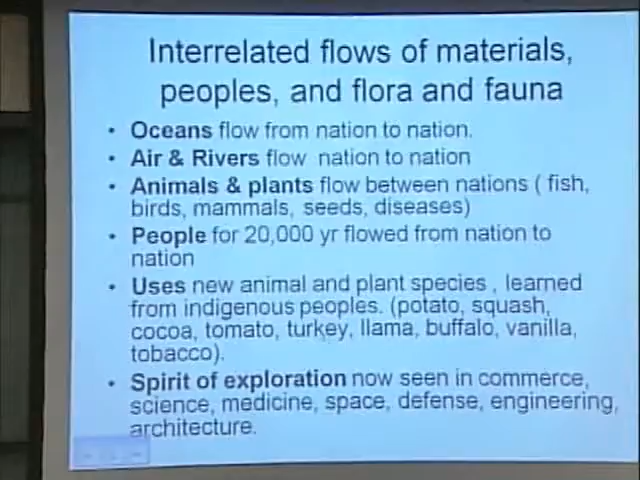 Interrelated flows of materials,
peoples, and flora and fauna
• Oceans flow from nation to nation.
• Air & Rivers flow nation to nation
• Animals & plants flow between nations ( fish,
birds, mammals, seeds, diseases)
• People for 20,000 yr flowed from nation to
nation
• Uses new animal and plant species , learned
from indigenous peoples. (potato, squash,
cocoa, tomato, turkey, llama, buffalo, vanilla,
tobacco).
• Spirit of exploration now seen in commerce,
science, medicine, space, defense, engineering,
architecture.